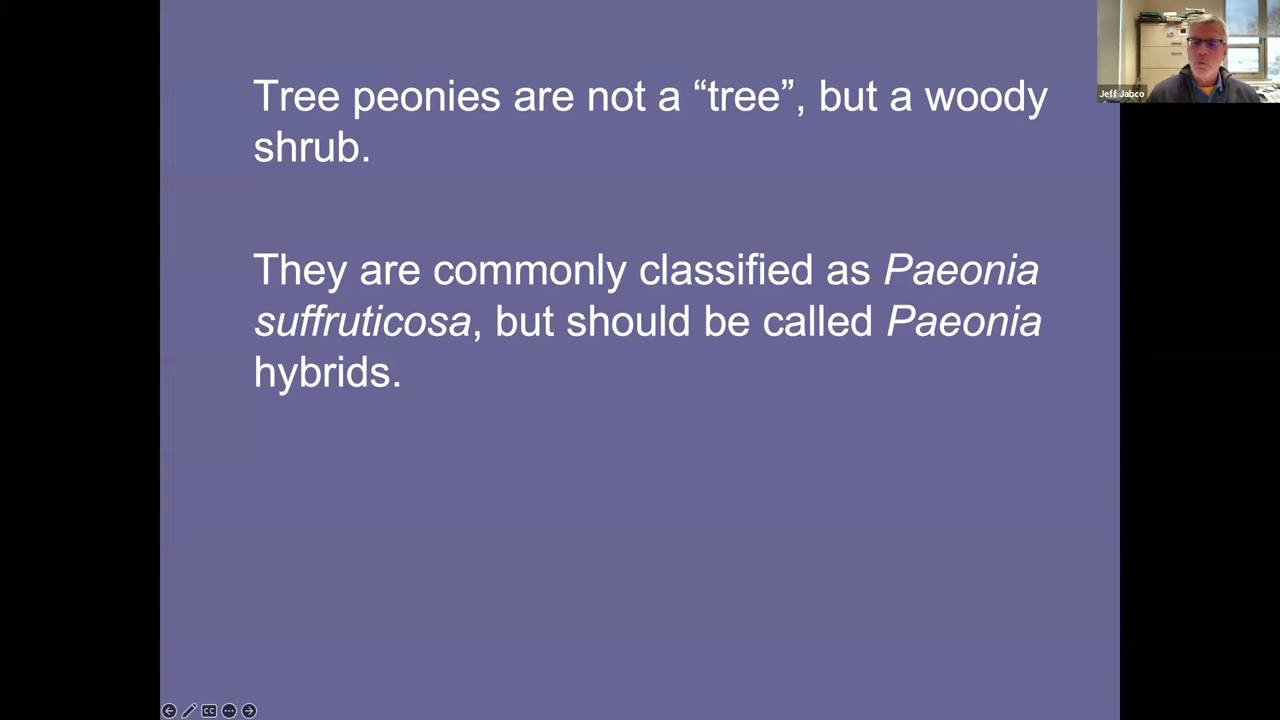 Tree peonies are not a “tree”, but a woody
shrub.
They are commonly classified as Paeonia
suffruticosa, but should be called Paeonia
hybrids.
Jeff Jabco
CC